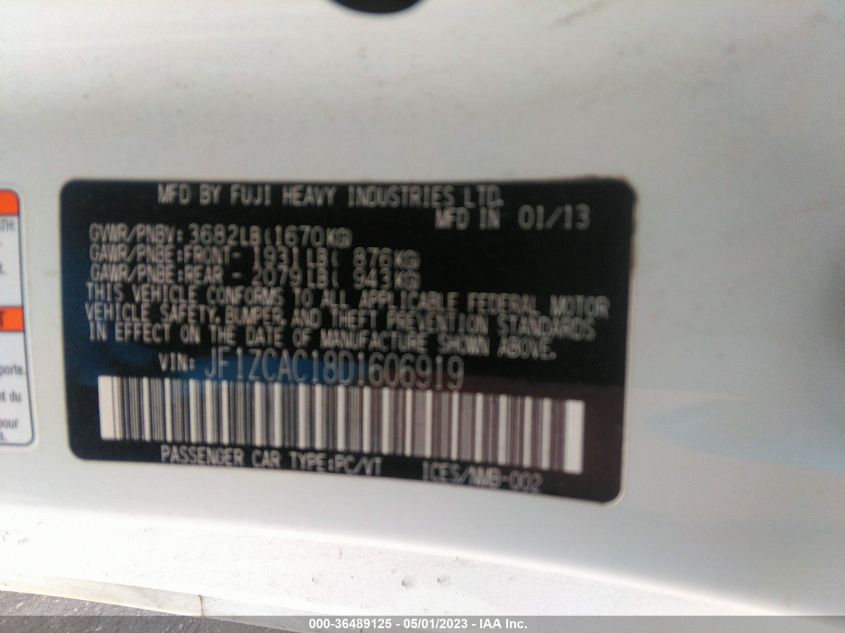 MFD BY FUJI HEAVY INDUSTRIES LTD.
MFD IN 01/13
GVWR/PNBV: 3682LB(1670KG)
GAWR/PNBE:FRONT- 1931LB( 876KG)
GAWR/PNBE:REAR - 2079LB( 943KG)
THIS VEHICLE CONFORMS TO ALL APPLICABLE FEDERAL MOTOR
VEHICLE SAFETY,BUMPER AND THEFT PREVENTION STANDARDS
IN EFFECT ON THE DATE OF MANUFACTURE SHOWN ABOVE.
VIN: JF1ZCAC18D1606919
PASSENGER CAR TYPE:PC/VT ICES/NMB-002
porte.
t du
pour
000-36489125 - 05/01/2023 - IAA Inc.